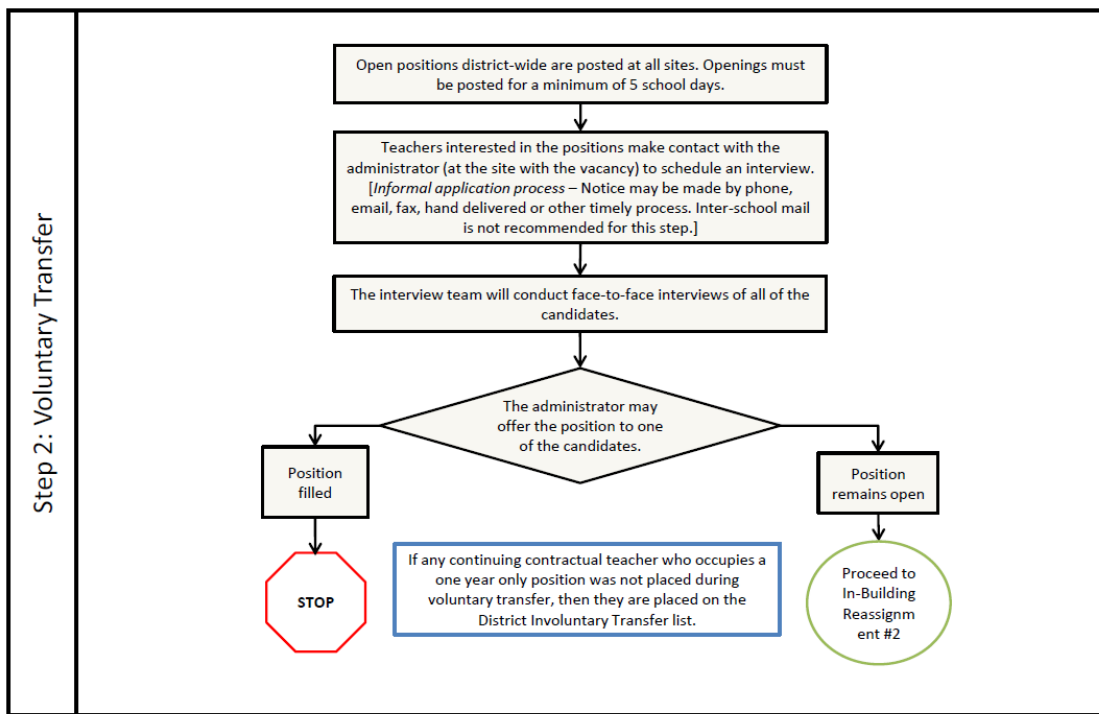 Step 2: Voluntary Transfer
Open positions district-wide are posted at all sites. Openings must
be posted for a minimum of 5 school days.
Teachers interested in the positions make contact with the
administrator (at the site with the vacancy) to schedule an interview.
[Informal application process – Notice may be made by phone,
email, fax, hand delivered or other timely process. Inter-school mail
is not recommended for this step.]
The interview team will conduct face-to-face interviews of all of the
candidates.
The administrator may
offer the position to one
of the candidates.
Position
filled
Position
remains open
STOP
If any continuing contractual teacher who occupies a
one year only position was not placed during
voluntary transfer, then they are placed on the
District Involuntary Transfer list.
Proceed to
In-Building
Reassignm
ent #2